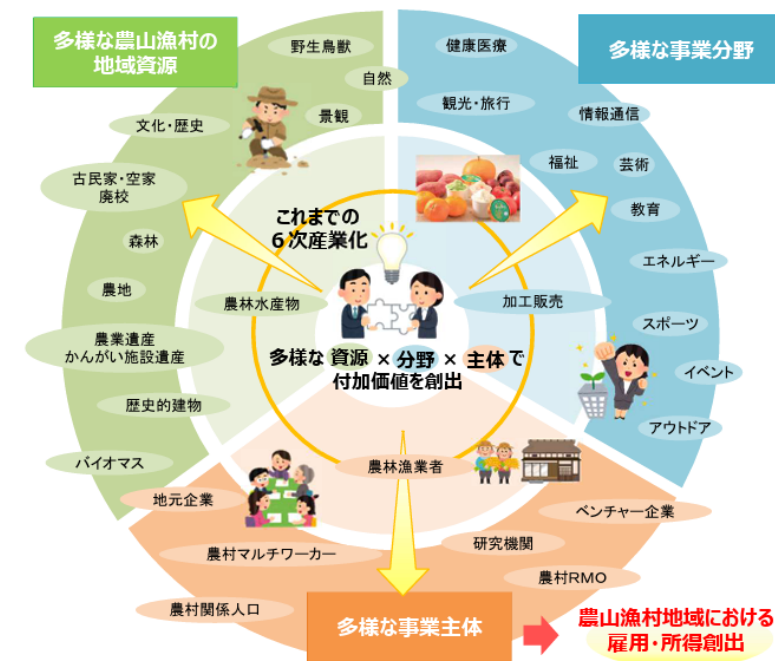 多様な農山漁村の
地域資源
多様な事業分野
野生鳥獣
自然
景観
文化・歴史
古民家・空家
廃校
森林
農地
農業遺産
かんがい施設遺産
歴史的建物
バイオマス
健康医療
観光・旅行
情報通信
福祉
芸術
教育
エネルギー
スポーツ
イベント
アウトドア
これまでの
6次産業化
農林水産物
加工販売
多様な 資源 × 分野 × 主体 で
付加価値を創出
農林漁業者
地元企業
農村マルチワーカー
農村関係人口
ベンチャー企業
研究機関
農村RMO
多様な事業主体
農山漁村地域における
雇用・所得創出